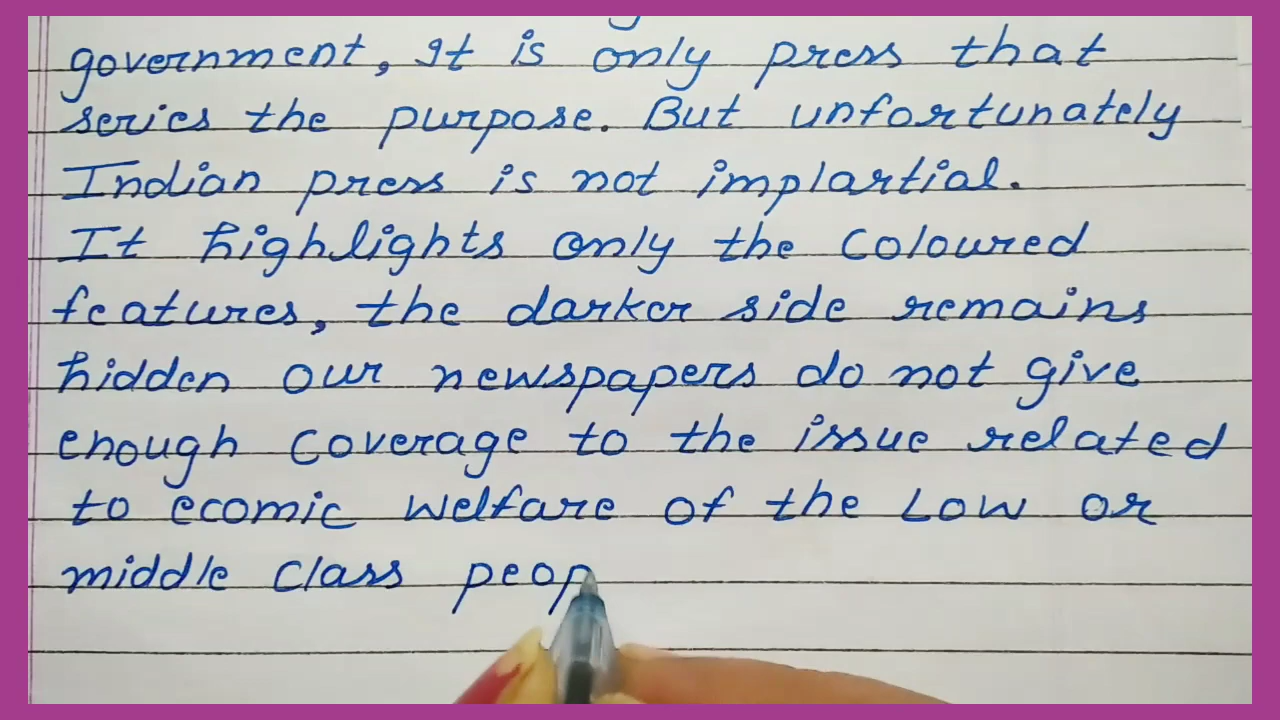 government, It is only press that
series the purpose. But unfortunately
Indian press is not implartial.
It highlights only the coloured
features, the darker side remains
hidden our newspapers do not give
enough coverage to the issue related
to ecomic welfare of the Low or
middle class peop